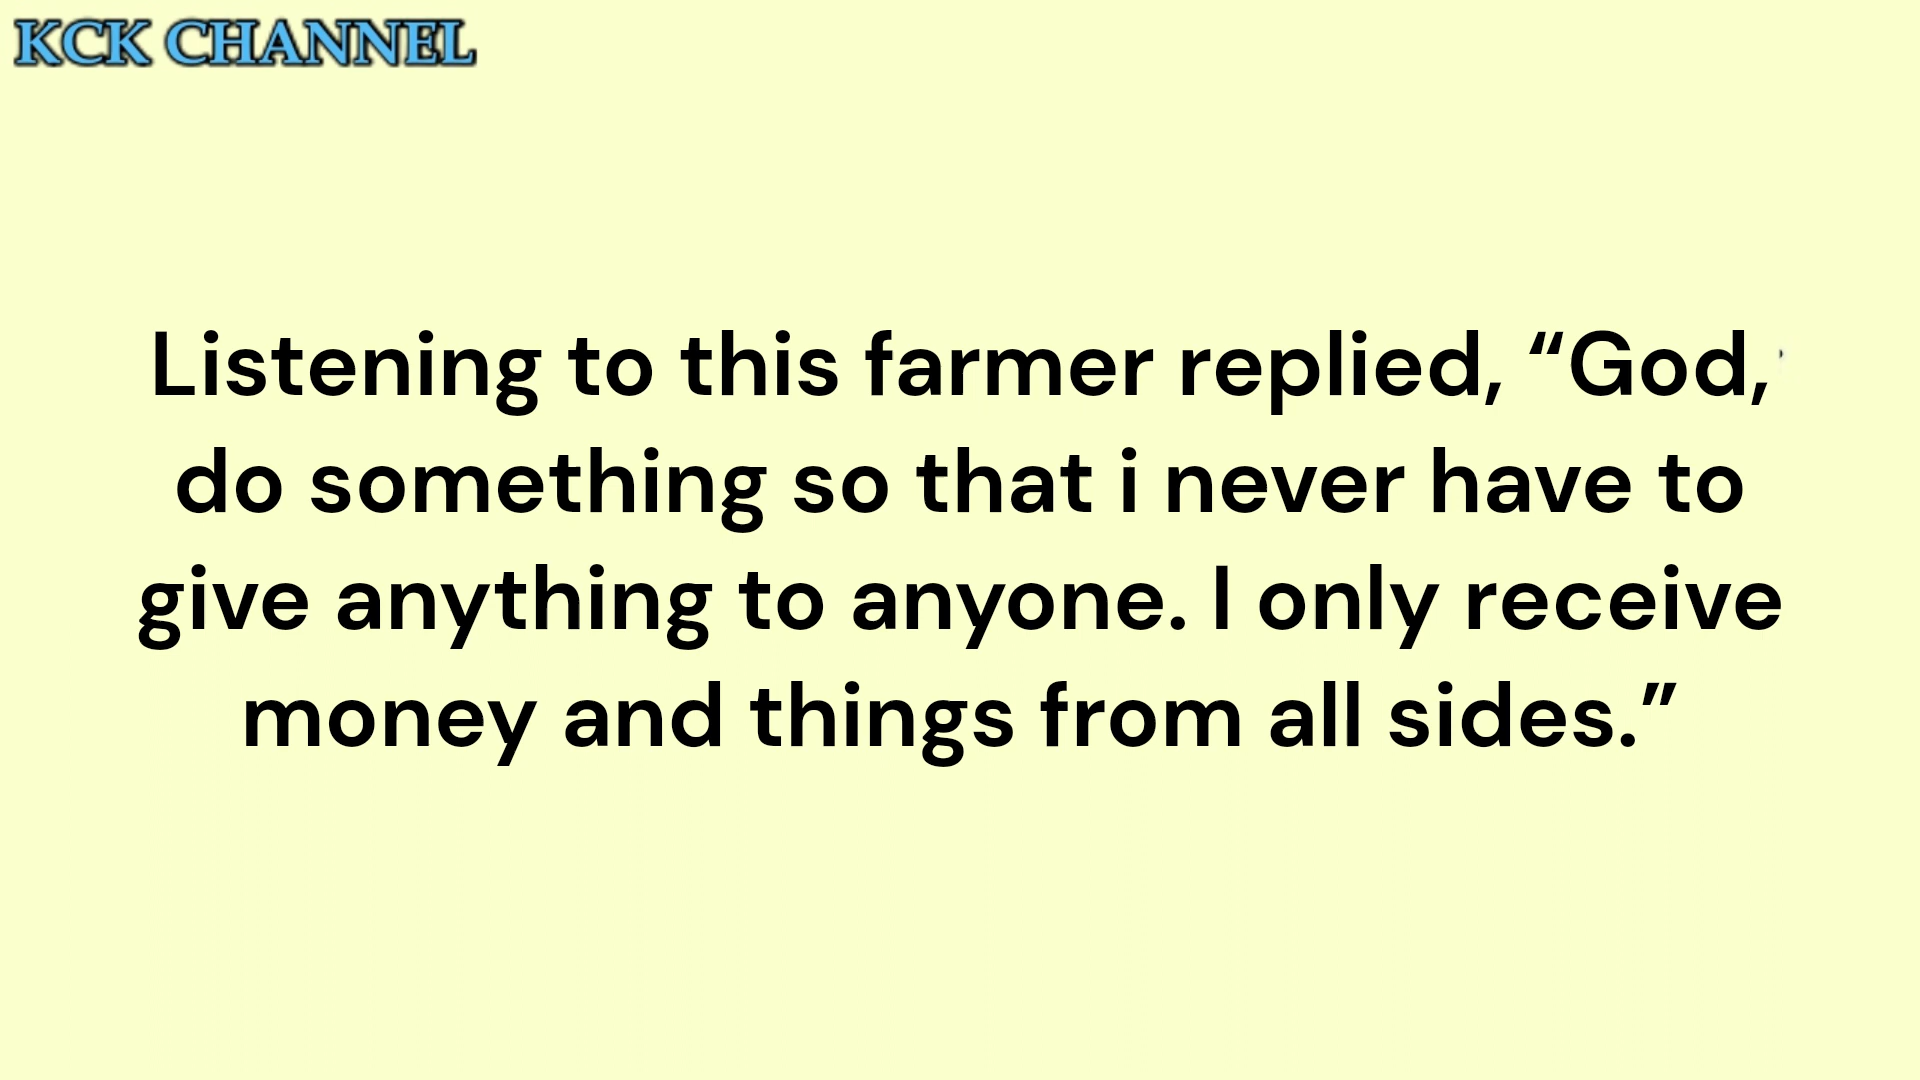 KCK CHANNEL
Listening to this farmer replied, “God,
do something so that i never have to
give anything to anyone. I only receive
money and things from all sides.”